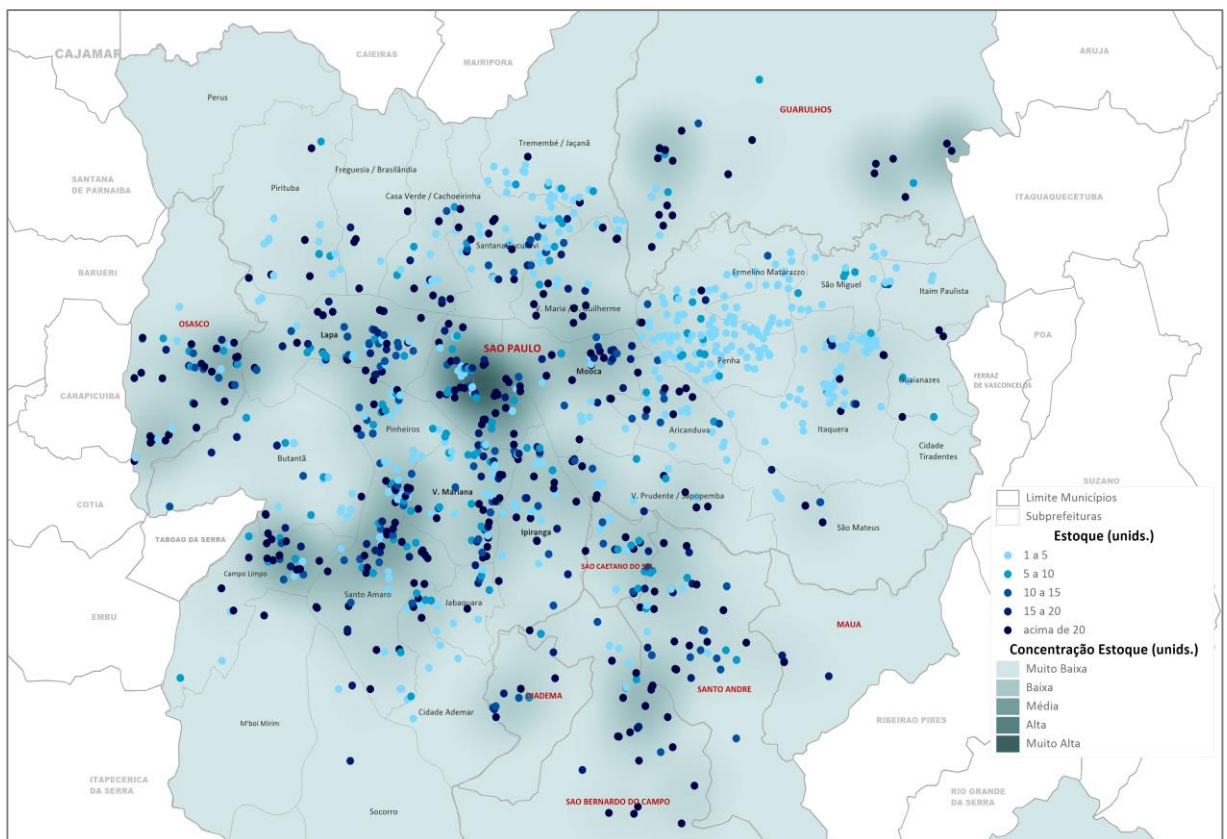 CAJAMAR
CAIEIRAS
MAIRIPORA
ARUJA
Perus
GUARULHOS
Tremembé / Jaçanã
Freguesia / Brasilândia
SANTANA
DE PARNAIBA
Pirituba
Casa Verde / Cachoeirinha
ITAQUAQUECETUBA
Santana
BARUERI
Ermelino Matarazzo
São Miguel
Itaim Paulista
V. Maria / V. Guilherme
OSASCO
Lapa
SAO PAULO
POA
Penha
Mooca
CARAPICUIBA
Guaianazes
FERRAZ
DE VASCONCELOS
Pinheiros
Aricanduva
Itaquera
Cidade
Tiradentes
Butantã
COTIA
V. Mariana
V. Prudente / Sapopemba
SUZANO
São Mateus
TABGAO DA SERRA
Ipiranga
SAO CAETANO DO SUL
Campo Limpo
Santo Amaro
Jabaquara
EMBU
MAUA
DIADEMA
SANTO ANDRE
M'boi Mirim
Cidade Ademar
RIBEIRAO PIRES
ITAPECERICA
DA SERRA
Socorro
SAO BERNARDO DO CAMPO
RIO GRANDE
DA SERRA
Limite Municípios
Subprefeituras
Estoque (unids.)
1 a 5
5 a 10
10 a 15
15 a 20
acima de 20
Concentração Estoque (unids.)
Muito Baixa
Baixa
Média
Alta
Muito Alta